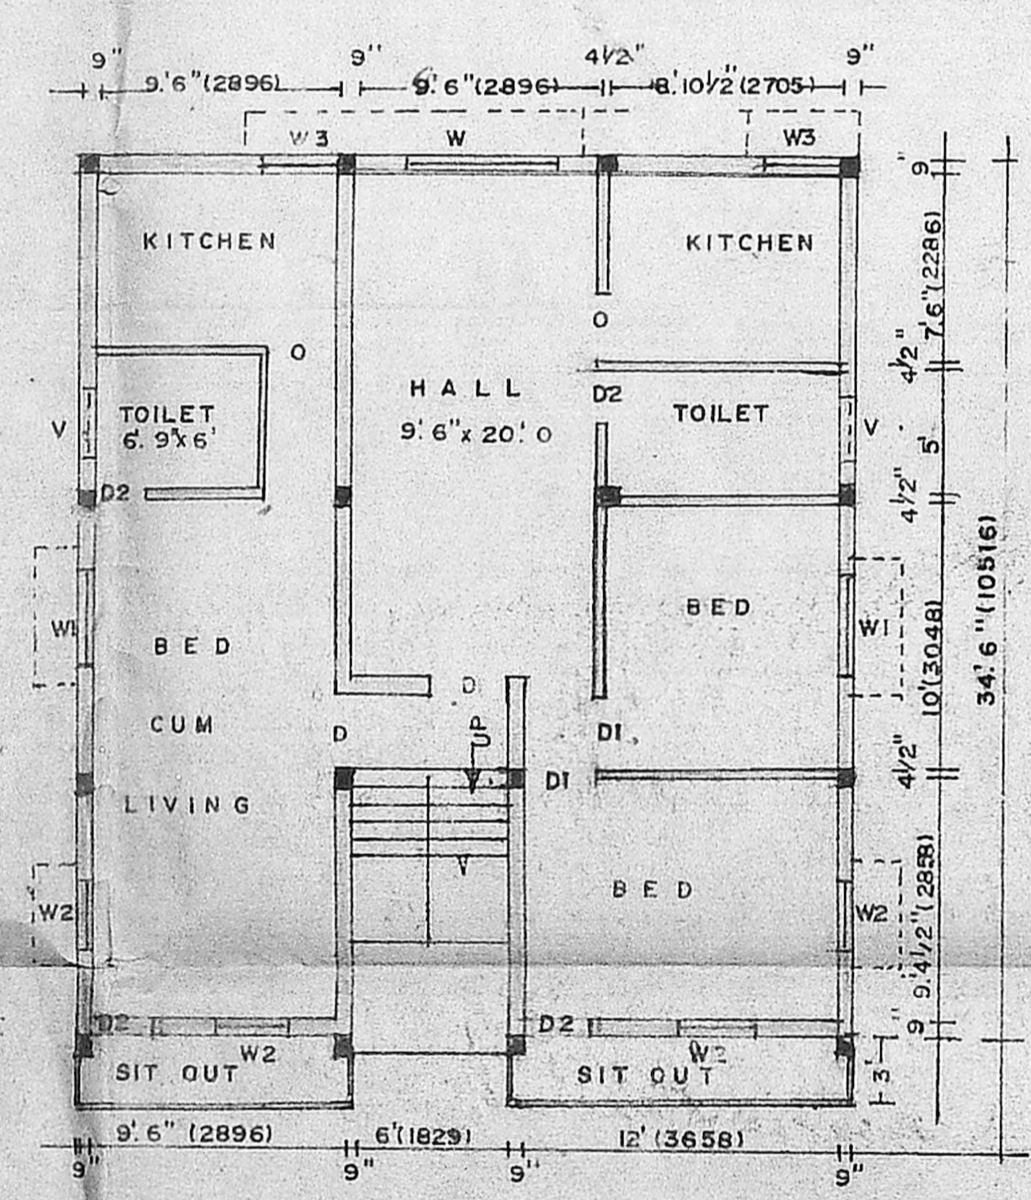 9" 9" 4½" 9"
9'.6"(2896) 9'.6"(2896) 8'.10½"(2705)
W3 W W3
9"
KITCHEN KITCHEN
7'.6"(2286)
O
O
4½"
HALL
D2
TOILET TOILET
6'.9"x6' 9'.6"x20'.0
V V
5'
D2
4½"
34'.6"(10516)
BED
W1 W1
BED
10'(3048)
D1
CUM
D UP D1
D1
4½"
LIVING
BED
W2 W2
9'.4½"(2858)
D2 D2
9"
W2 W2
SIT OUT SIT OUT
3'
9'.6"(2896) 6'(1829) 12'(3658)
9" 9" 9" 9"